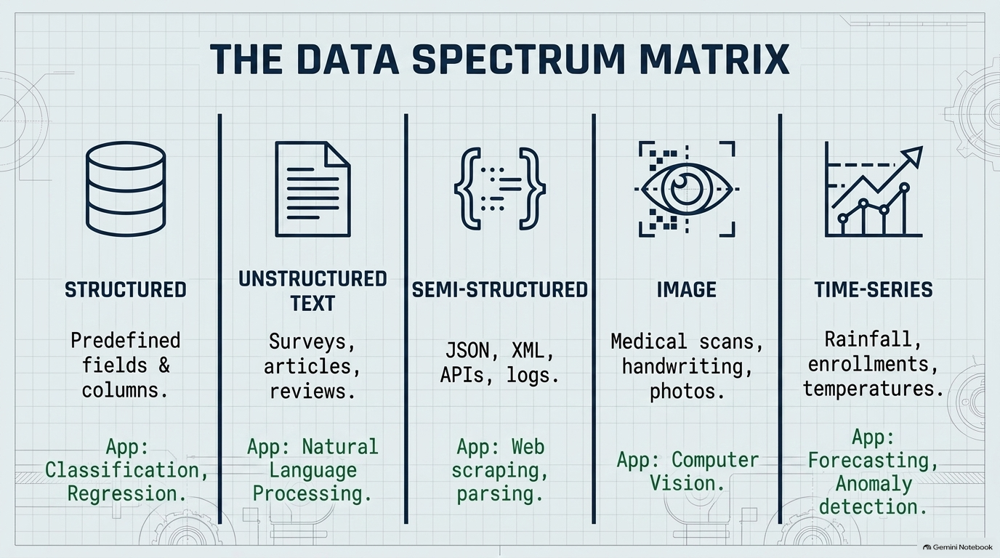 THE DATA SPECTRUM MATRIX
STRUCTURED
Predefined
fields &
columns.
App:
Classification,
Regression.
UNSTRUCTURED
TEXT
Surveys,
articles,
reviews.
App: Natural
Language
Processing.
SEMI-STRUCTURED
JSON, XML,
APIs, logs.
App: Web
scraping,
parsing.
IMAGE
Medical scans,
handwriting,
photos.
App: Computer
Vision.
TIME-SERIES
Rainfall,
enrollments,
temperatures.
App:
Forecasting,
Anomaly
detection.
Gemini Notebook